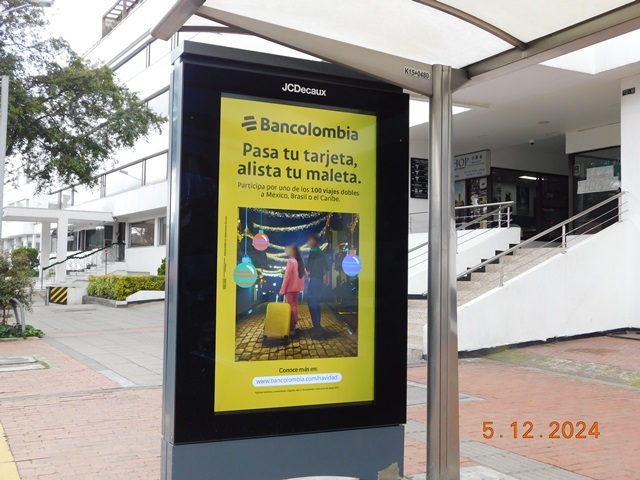 K15#0480
JCDecaux
Bancolombia
Pasa tu tarjeta,
alista tu maleta.
Participa por uno de los 100 viajes dobles
a México, Brasil o el Caribe.
HOP
Conoce más en:
www.bancolombia.com/navidad
5.12.2024